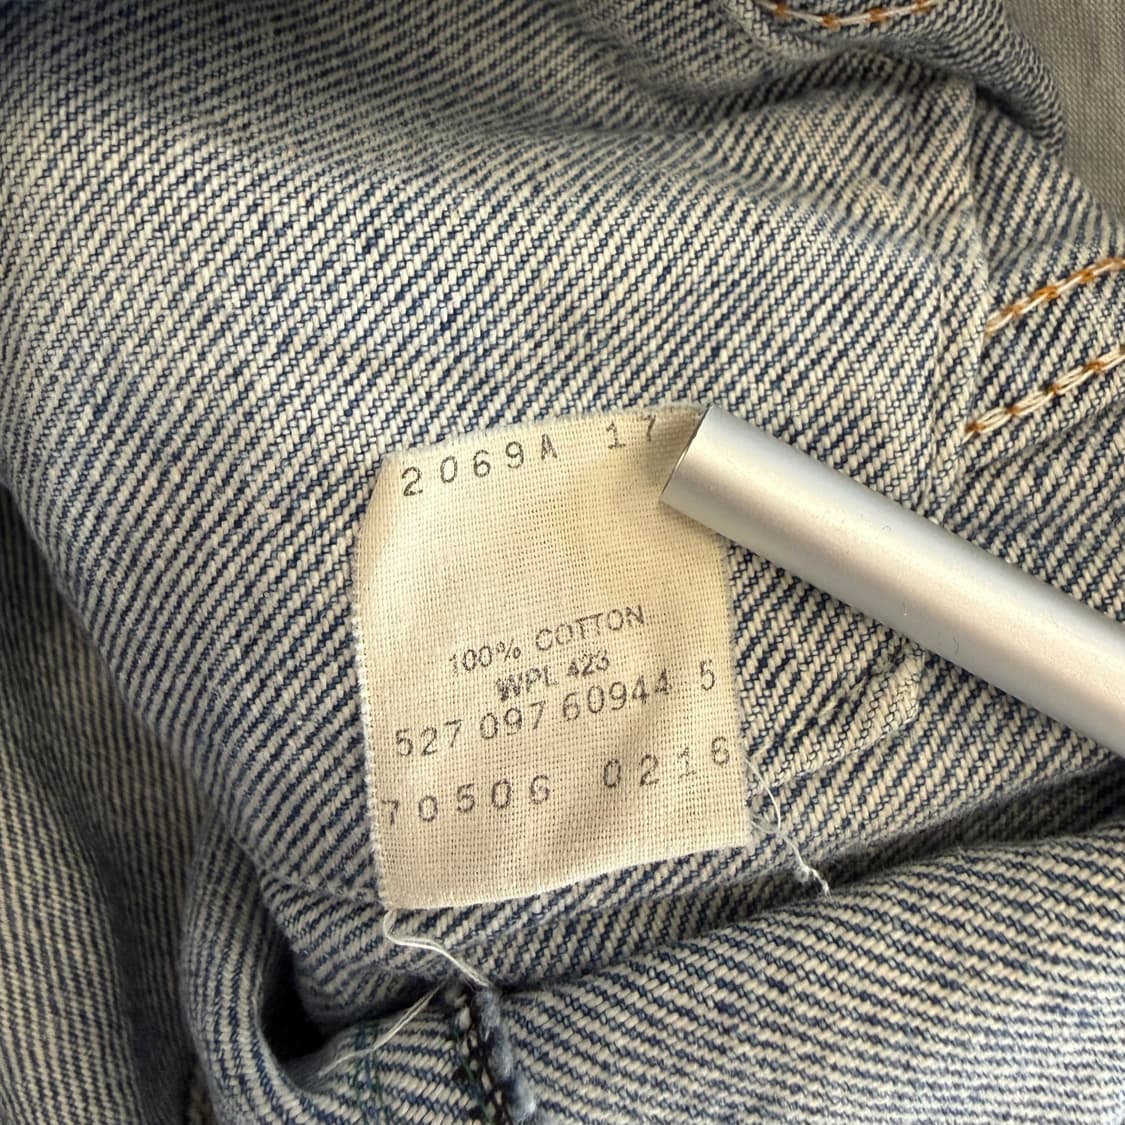 2069A 17
100% COTTON
WPL 423
527 097 60944 5
70506 0216